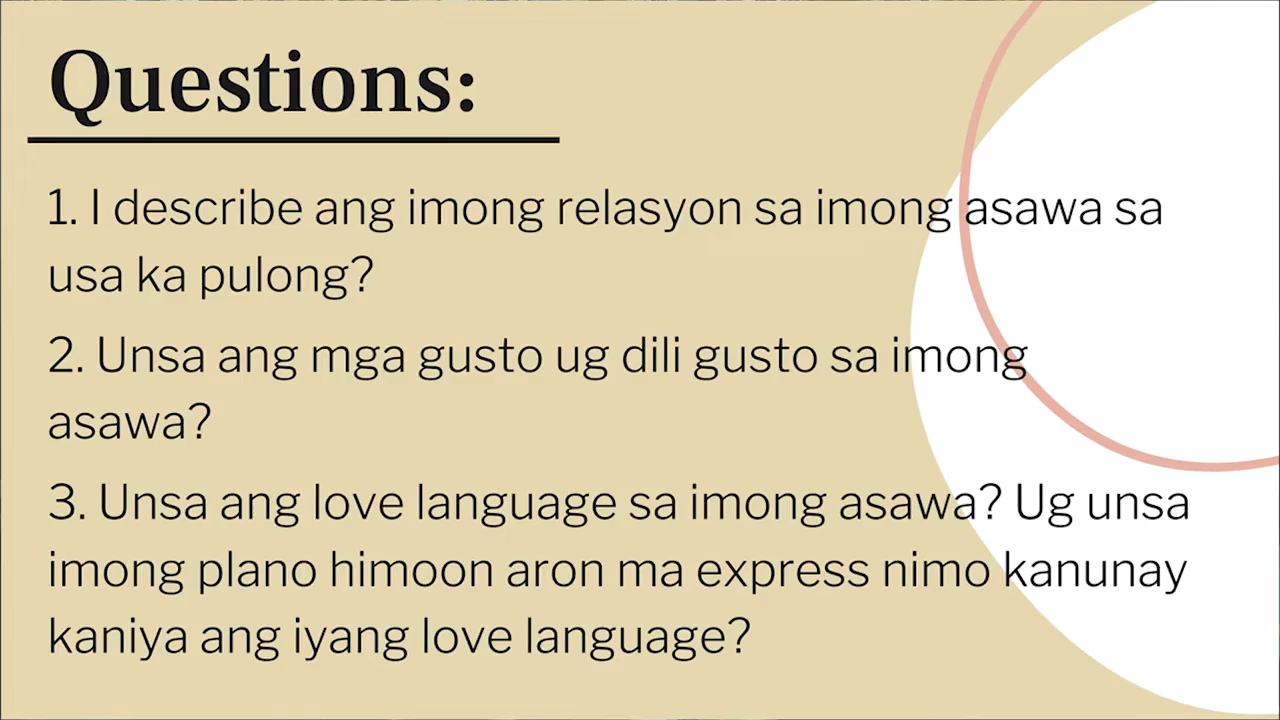 Questions:
1. I describe ang imong relasyon sa imong asawa sa
usa ka pulong?
2. Unsa ang mga gusto ug dili gusto sa imong
asawa?
3. Unsa ang love language sa imong asawa? Ug unsa
imong plano himoon aron ma express nimo kanunay
kaniya ang iyang love language?